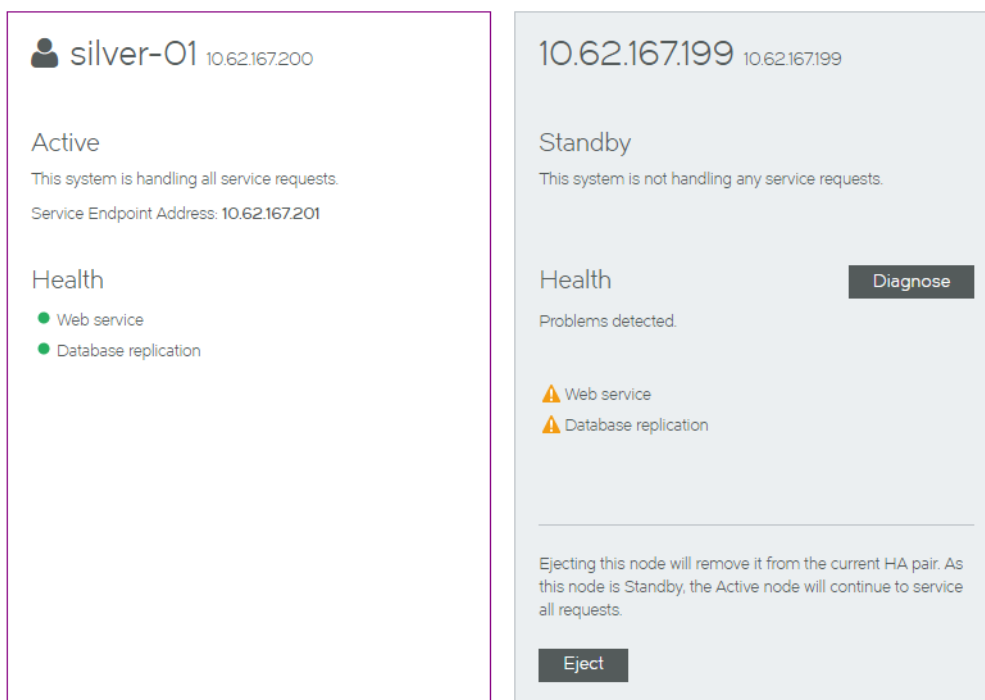 silver-01 10.62.167.200
Active
This system is handling all service requests.
Service Endpoint Address: 10.62.167.201
Health
Web service
Database replication
10.62.167.199 10.62.167.199
Standby
This system is not handling any service requests.
Health
Diagnose
Problems detected.
Web service
Database replication
Ejecting this node will remove it from the current HA pair. As
this node is Standby, the Active node will continue to service
all requests.
Eject